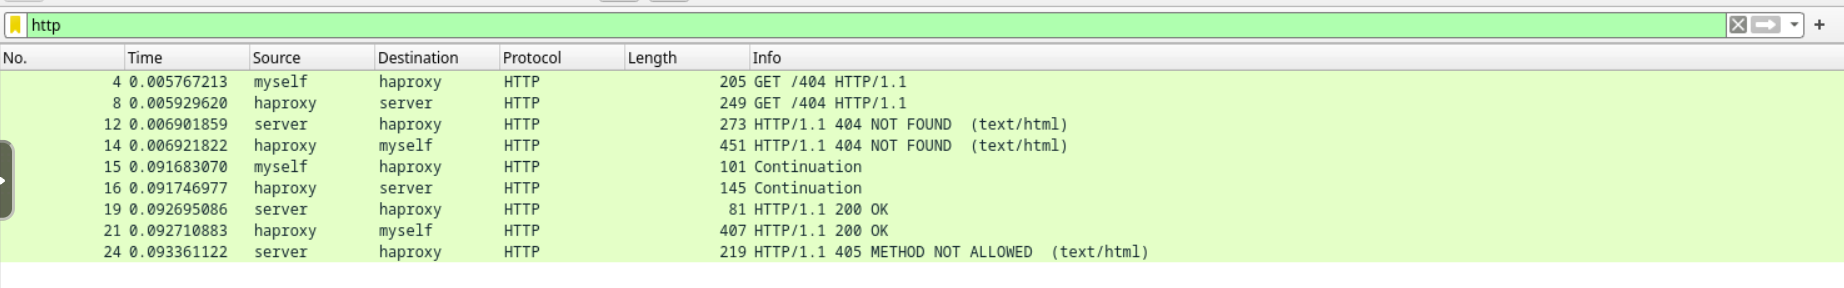 http
No. Time Source Destination Protocol Length Info
4 0.005767213 myself haproxy HTTP 205 GET /404 HTTP/1.1
8 0.005929620 haproxy server HTTP 249 GET /404 HTTP/1.1
12 0.006901859 server haproxy HTTP 273 HTTP/1.1 404 NOT FOUND (text/html)
14 0.006921822 haproxy myself HTTP 451 HTTP/1.1 404 NOT FOUND (text/html)
15 0.091683070 myself haproxy HTTP 101 Continuation
16 0.091746977 haproxy server HTTP 145 Continuation
19 0.092695086 server haproxy HTTP 81 HTTP/1.1 200 OK
21 0.092710883 haproxy myself HTTP 407 HTTP/1.1 200 OK
24 0.093361122 server haproxy HTTP 219 HTTP/1.1 405 METHOD NOT ALLOWED (text/html)